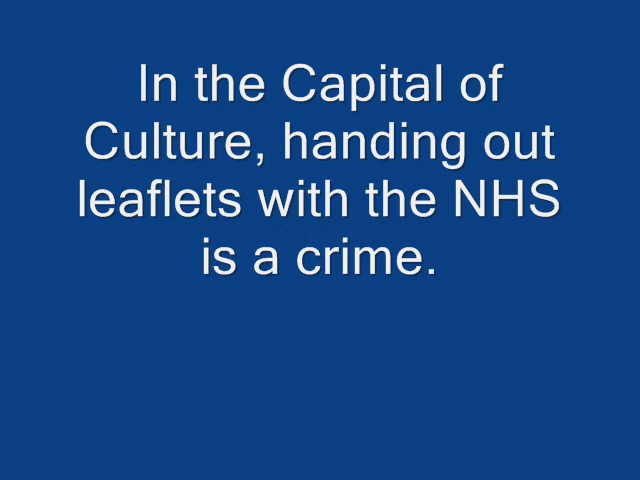 In the Capital of
Culture, handing out
leaflets with the NHS
is a crime.